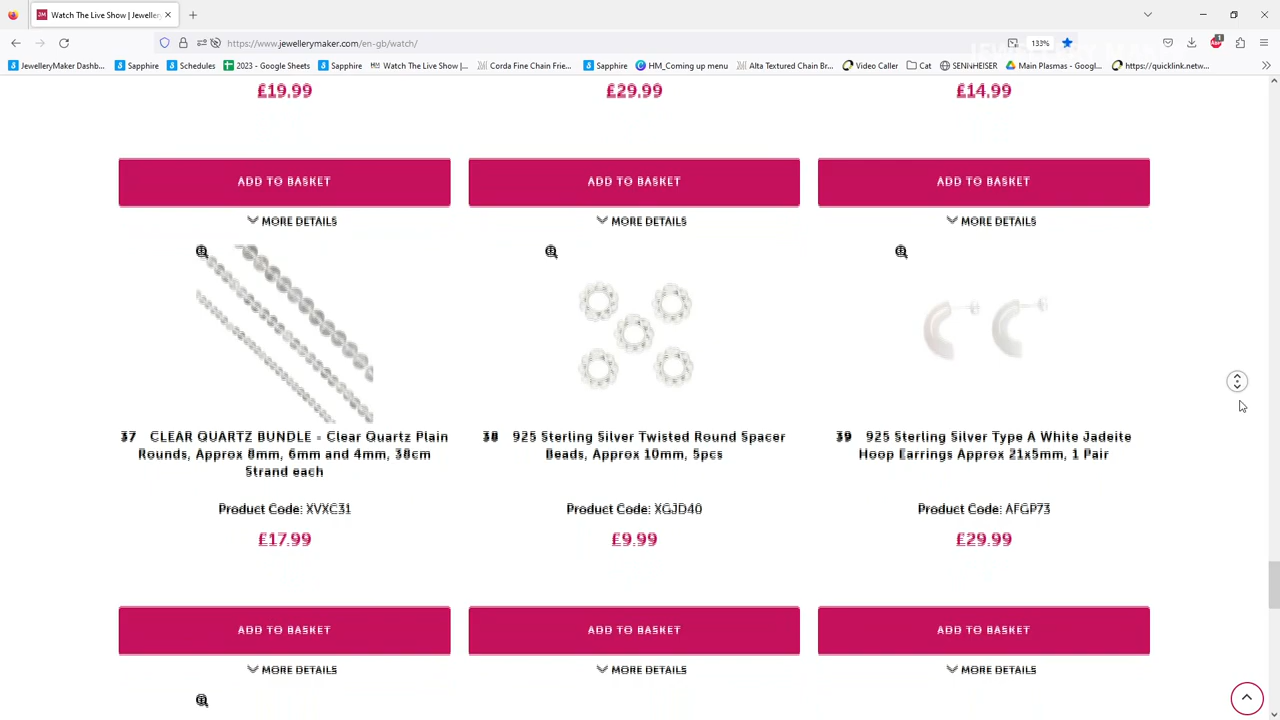 Watch The Live Show | Jeweller
https://www.jewellerymaker.com/en-gb/watch/
133%
1
JewelleryMaker Dashb...
Sapphire
Schedules
2023 - Google Sheets
Sapphire
Watch The Live Show |...
Corda Fine Chain Frie...
Sapphire
HM_Coming up menu
Alta Textured Chain Br...
Video Caller
Cat
SENNHEISER
Main Plasmas - Googl...
https://quicklink.netw...
£19.99
£29.99
£14.99
ADD TO BASKET
ADD TO BASKET
ADD TO BASKET
MORE DETAILS
MORE DETAILS
MORE DETAILS
37 CLEAR QUARTZ BUNDLE - Clear Quartz Plain
Rounds, Approx 8mm, 6mm and 4mm, 38cm
Strand each
Product Code: XVXC31
£17.99
38 925 Sterling Silver Twisted Round Spacer
Beads, Approx 10mm, 5pcs
Product Code: XGJD40
£9.99
39 925 Sterling Silver Type A White Jadeite
Hoop Earrings Approx 21x5mm, 1 Pair
Product Code: AFGP73
£29.99
ADD TO BASKET
ADD TO BASKET
ADD TO BASKET
MORE DETAILS
MORE DETAILS
MORE DETAILS